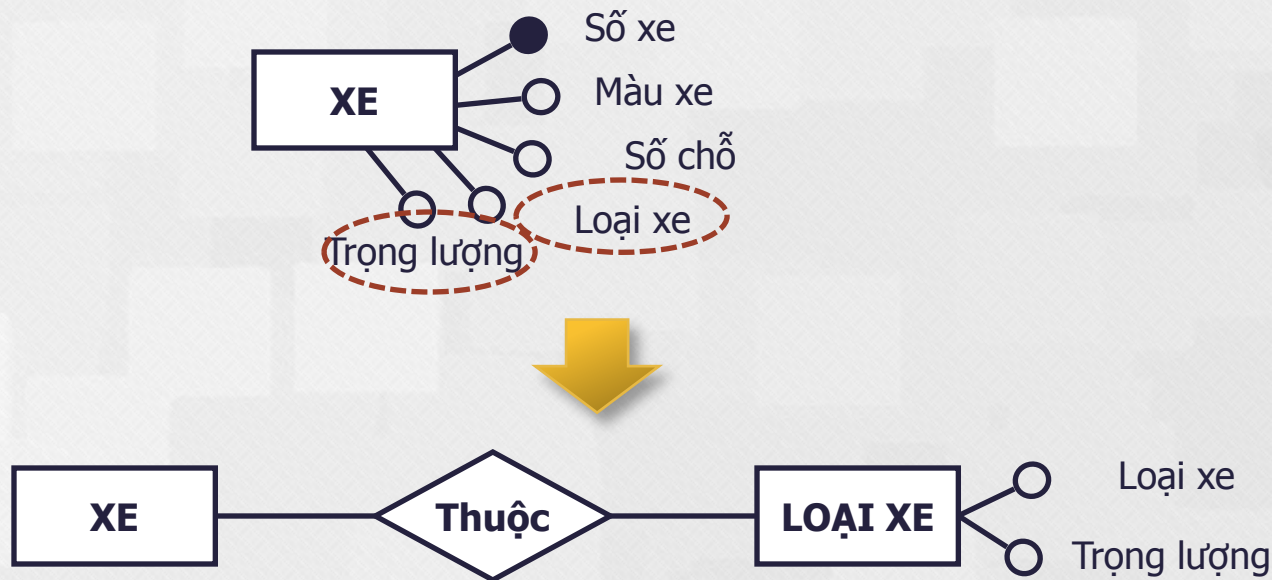 Số xe
XE
Màu xe
Số chỗ
Loại xe
Trọng lượng
XE
Thuộc
LOẠI XE
Loại xe
Trọng lượng